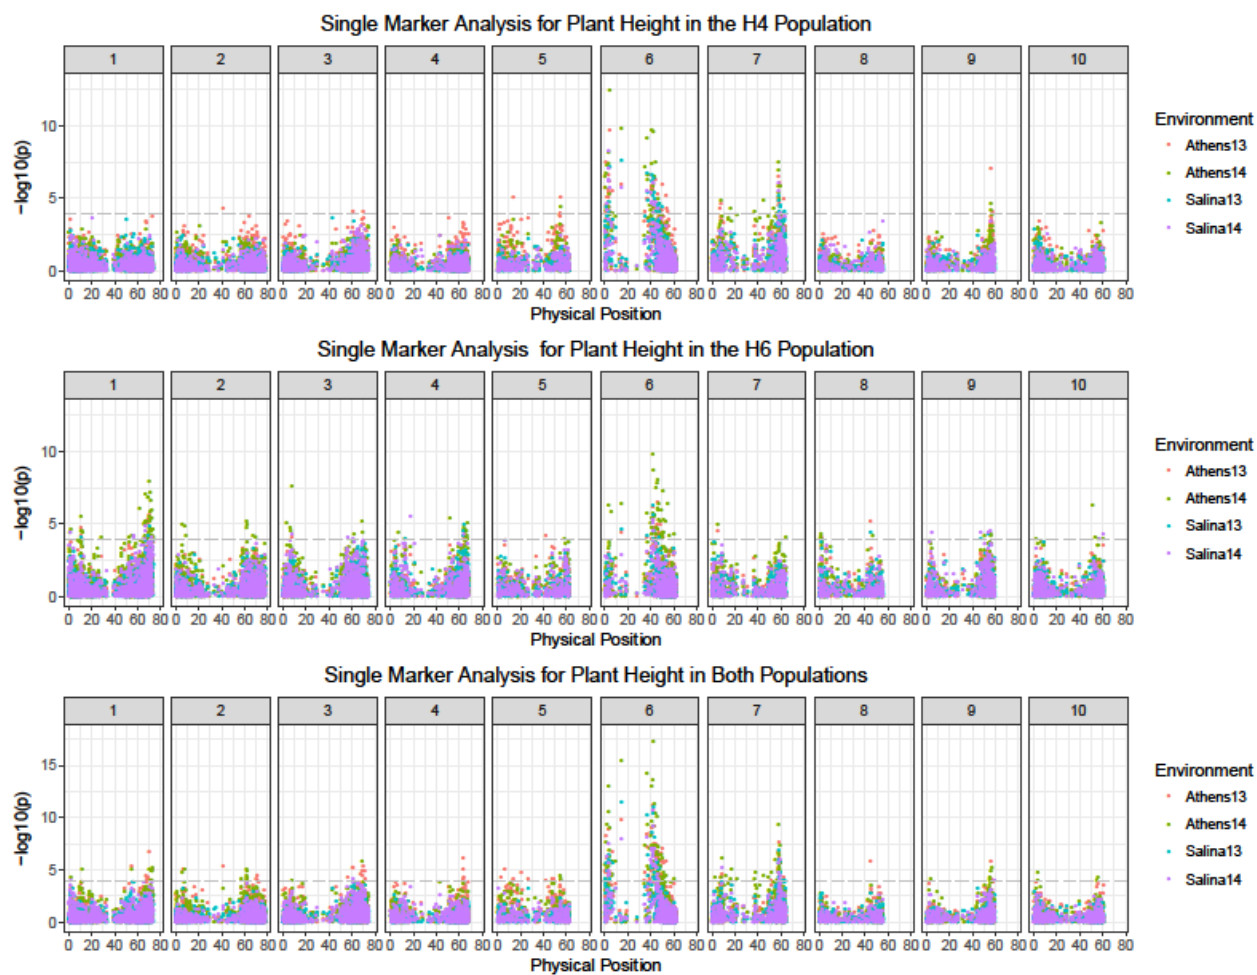 Single Marker Analysis for Plant Height in the H4 Population
1 2 3 4 5 6 7 8 9 10
10
5
0
-log10(p)
0 20 40 60 80 0 20 40 60 80 0 20 40 60 80 0 20 40 60 80 0 20 40 60 80 0 20 40 60 80 0 20 40 60 80 0 20 40 60 80 0 20 40 60 80 0 20 40 60 80
Physical Position
Environment
Athens13
Athens14
Salina13
Salina14
Single Marker Analysis for Plant Height in the H6 Population
1 2 3 4 5 6 7 8 9 10
10
5
0
-log10(p)
0 20 40 60 80 0 20 40 60 80 0 20 40 60 80 0 20 40 60 80 0 20 40 60 80 0 20 40 60 80 0 20 40 60 80 0 20 40 60 80 0 20 40 60 80 0 20 40 60 80
Physical Position
Environment
Athens13
Athens14
Salina13
Salina14
Single Marker Analysis for Plant Height in Both Populations
1 2 3 4 5 6 7 8 9 10
15
10
5
0
-log10(p)
0 20 40 60 80 0 20 40 60 80 0 20 40 60 80 0 20 40 60 80 0 20 40 60 80 0 20 40 60 80 0 20 40 60 80 0 20 40 60 80 0 20 40 60 80 0 20 40 60 80
Physical Position
Environment
Athens13
Athens14
Salina13
Salina14